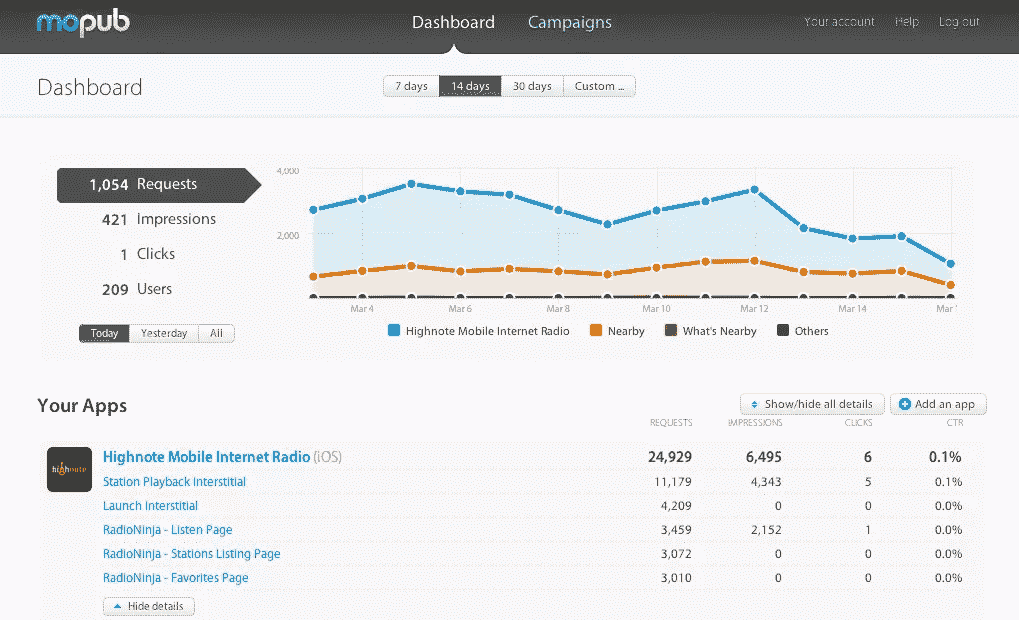 mopub Dashboard Campaigns Your account Help Log out
Dashboard 7 days 14 days 30 days Custom ...
4,000
1,054 Requests
421 Impressions
2,000
1 Clicks
209 Users
Mar 4 Mar 6 Mar 8 Mar 10 Mar 12 Mar 14 Mar
Today Yesterday All
Highnote Mobile Internet Radio Nearby What's Nearby Others
Your Apps Show/hide all details Add an app
REQUESTS IMPRESSIONS CLICKS CTR
highnote Highnote Mobile Internet Radio (iOS) 24,929 6,495 6 0.1%
Station Playback Interstitial 11,179 4,343 5 0.1%
Launch Interstitial 4,209 0 0 0.0%
RadioNinja - Listen Page 3,459 2,152 1 0.0%
RadioNinja - Stations Listing Page 3,072 0 0 0.0%
RadioNinja - Favorites Page 3,010 0 0 0.0%
Hide details